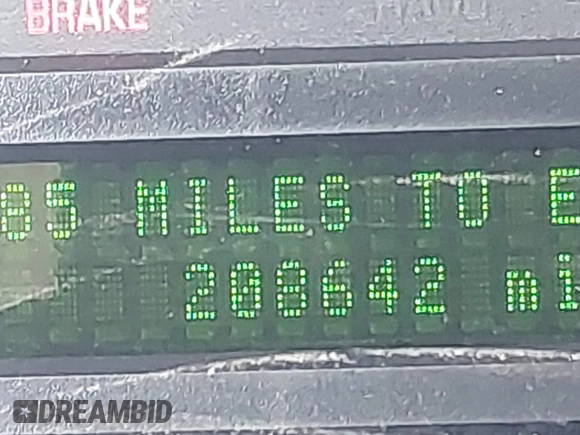 BRAKE
85 MILES TO E
208642 mi
DREAMBID